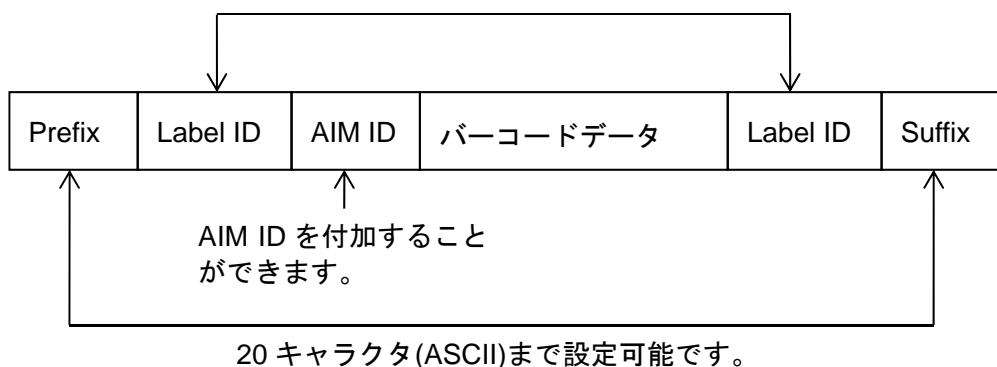 Prefix Label ID AIM ID バーコードデータ Label ID Suffix
AIM ID を付加すること
ができます。
20 キャラクタ(ASCII)まで設定可能です。